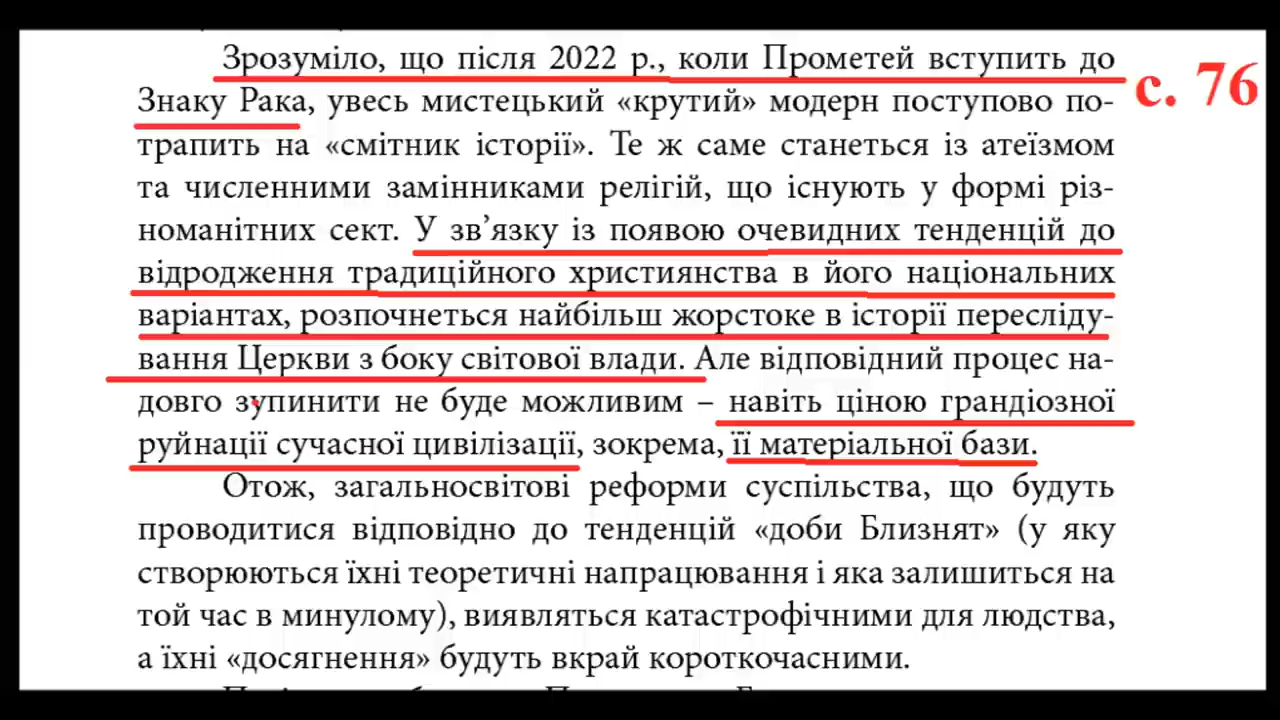 Зрозуміло, що після 2022 р., коли Прометей вступить до
с. 76
Знаку Рака, увесь мистецький «крутий» модерн поступово по-
трапить на «смітник історії». Те ж саме станеться із атеїзмом
та численними замінниками релігій, що існують у формі різ-
номанітних сект. У зв’язку із появою очевидних тенденцій до
відродження традиційного християнства в його національних
варіантах, розпочнеться найбільш жорстоке в історії переслідy-
вання Церкви з боку світової влади. Але відповідний процес на-
довго зупинити не буде можливим – навіть ціною грандіозної
руйнації сучасної цивілізації, зокрема, її матеріальної бази.
Отож, загальносвітові реформи суспільства, що будуть
проводитися відповідно до тенденцій «доби Близнят» (у яку
створюються їхні теоретичні напрацювання і яка залишиться на
той час в минулому), виявляться катастрофічними для людства,
а їхні «досягнення» будуть вкрай короткочасними.